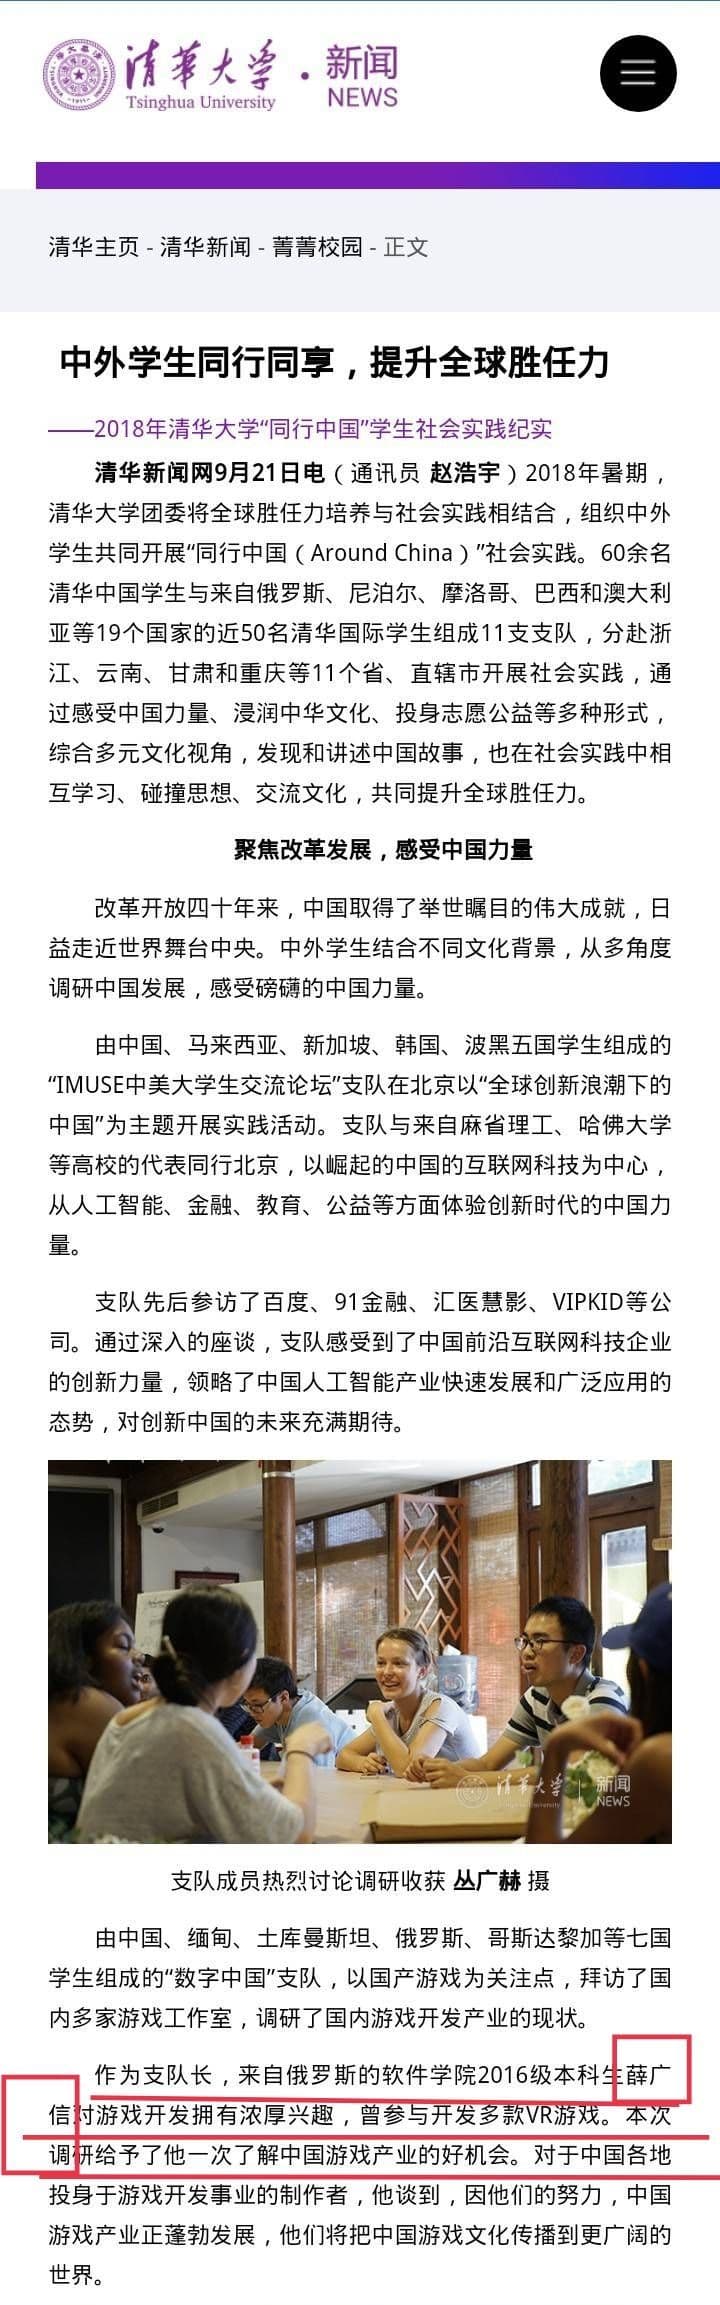 清华大学 · 新闻
Tsinghua University NEWS
清华主页 - 清华新闻 - 菁菁校园 - 正文
中外学生同行同享，提升全球胜任力
——2018年清华大学“同行中国”学生社会实践纪实
清华新闻网9月21日电（通讯员 赵浩宇）2018年暑期，
清华大学团委将全球胜任力培养与社会实践相结合，组织中外
学生共同开展“同行中国（Around China）”社会实践。60余名
清华中国学生与来自俄罗斯、尼泊尔、摩洛哥、巴西和澳大利
亚等19个国家的近50名清华国际学生组成11支支队，分赴浙
江、云南、甘肃和重庆等11个省、直辖市开展社会实践，通
过感受中国力量、浸润中华文化、投身志愿公益等多种形式，
综合多元文化视角，发现和讲述中国故事，也在社会实践中相
互学习、碰撞思想、交流文化，共同提升全球胜任力。
聚焦改革发展，感受中国力量
改革开放四十年来，中国取得了举世瞩目的伟大成就，日
益走近世界舞台中央。中外学生结合不同文化背景，从多角度
调研中国发展，感受磅礴的中国力量。
由中国、马来西亚、新加坡、韩国、波黑五国学生组成的
“IMUSE中美大学生交流论坛”支队在北京以“全球创新浪潮下的
中国”为主题开展实践活动。支队与来自麻省理工、哈佛大学
等高校的代表同行北京，以崛起的中国的互联网科技为中心，
从人工智能、金融、教育、公益等方面体验创新时代的中国力
量。
支队先后参访了百度、91金融、汇医慧影、VIPKID等公
司。通过深入的座谈，支队感受到了中国前沿互联网科技企业
的创新力量，领略了中国人工智能产业快速发展和广泛应用的
态势，对创新中国的未来充满期待。
清华大学 | 新闻
Tsinghua University NEWS
支队成员热烈讨论调研收获 丛广赫 摄
由中国、缅甸、土库曼斯坦、俄罗斯、哥斯达黎加等七国
学生组成的“数字中国”支队，以国产游戏为关注点，拜访了国
内多家游戏工作室，调研了国内游戏开发产业的现状。
作为支队长，来自俄罗斯的软件学院2016级本科生薛广
信对游戏开发拥有浓厚兴趣，曾参与开发多款VR游戏。本次
调研给予了他一次了解中国游戏产业的好机会。对于中国各地
投身于游戏开发事业的制作者，他谈到，因他们的努力，中国
游戏产业正蓬勃发展，他们将把中国游戏文化传播到更广阔的
世界。